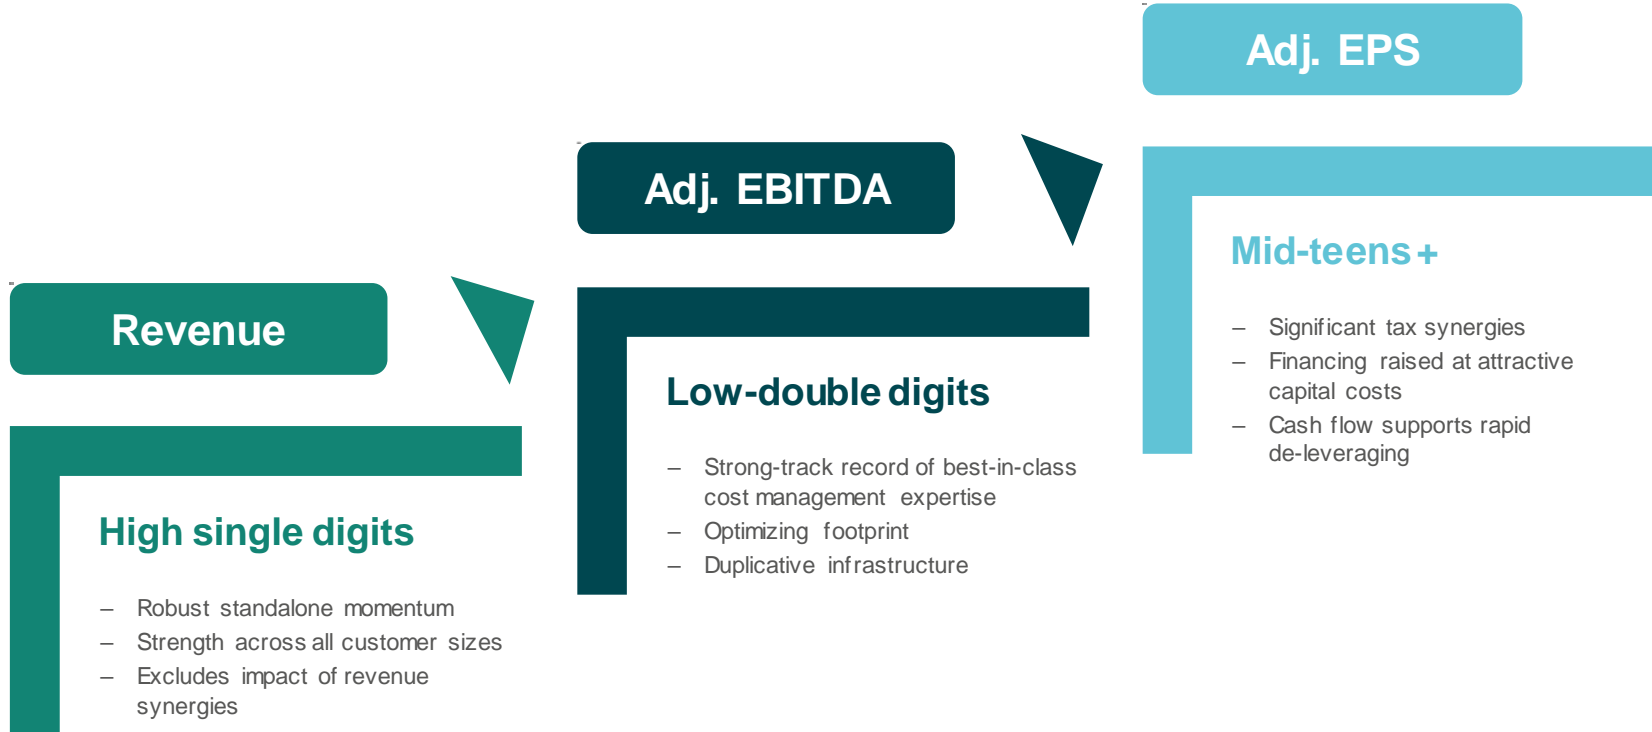 Revenue
High single digits
– Robust standalone momentum
– Strength across all customer sizes
– Excludes impact of revenue
synergies
Adj. EBITDA
Low-double digits
– Strong-track record of best-in-class
cost management expertise
– Optimizing footprint
– Duplicative infrastructure
Adj. EPS
Mid-teens +
– Significant tax synergies
– Financing raised at attractive
capital costs
– Cash flow supports rapid
de-leveraging